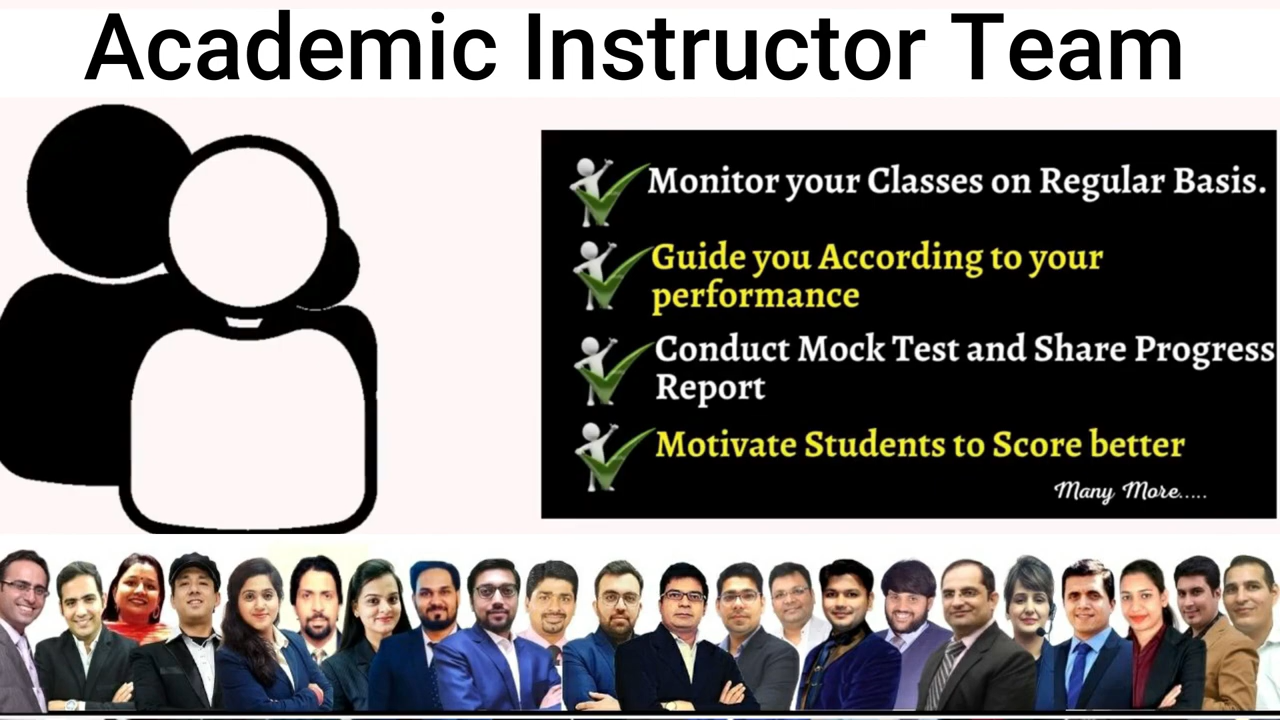 Academic Instructor Team
Monitor your Classes on Regular Basis.
Guide you According to your
performance
Conduct Mock Test and Share Progress
Report
Motivate Students to Score better
Many More.....